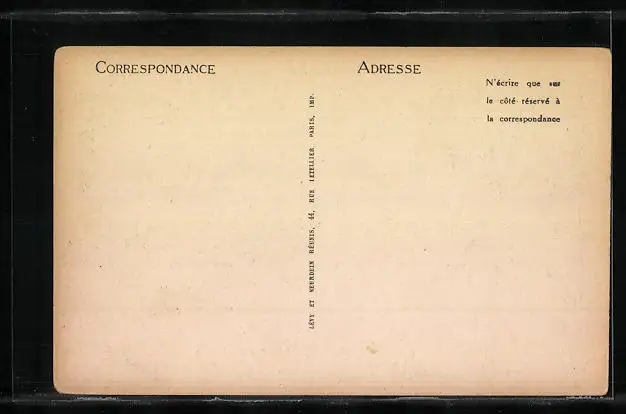 CORRESPONDANCE
LÉVY ET NEURDEIN RÉUNIS, 44, RUE LETELLIER PARIS, IMP.
ADRESSE
N'écrire que sur
le côté réservé à
la correspondance